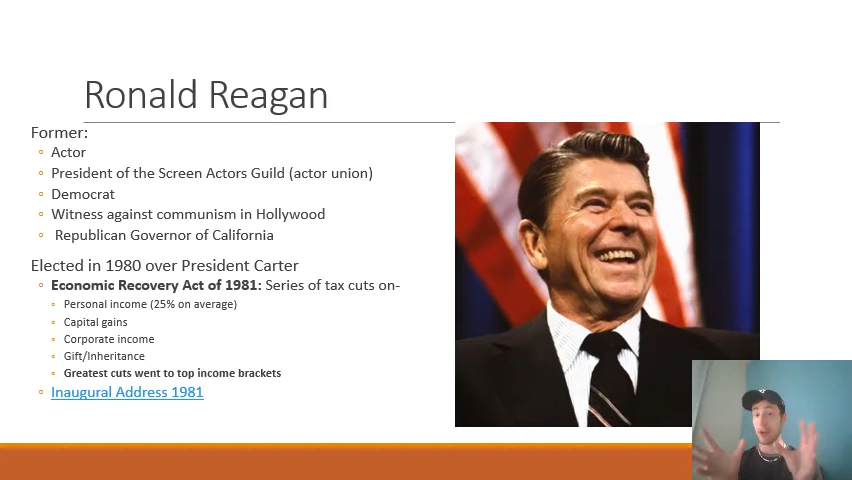 Ronald Reagan
Former:
Actor
President of the Screen Actors Guild (actor union)
Democrat
Witness against communism in Hollywood
Republican Governor of California
Elected in 1980 over President Carter
Economic Recovery Act of 1981: Series of tax cuts on-
Personal income (25% on average)
Capital gains
Corporate income
Gift/Inheritance
Greatest cuts went to top income brackets
Inaugural Address 1981